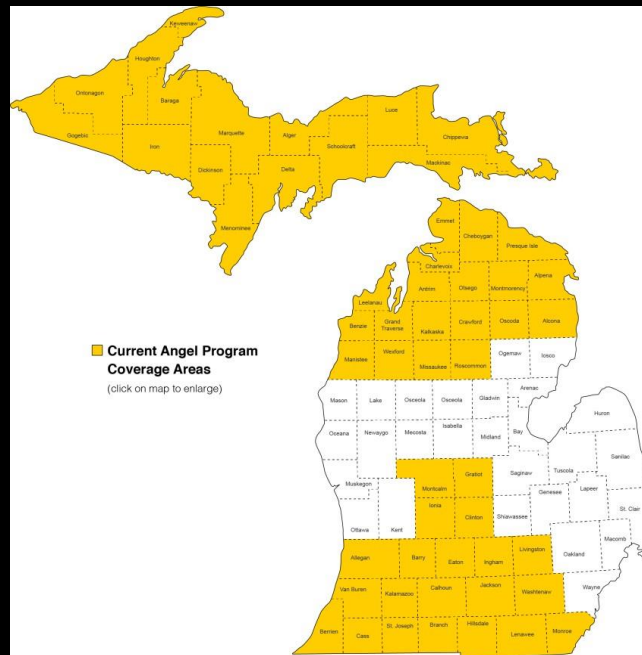 Keweenaw
Houghton
Ontonagon
Baraga
Gogebic
Iron
Marquette
Alger
Luce
Chippewa
Schoolcraft
Mackinac
Dickinson
Delta
Menominee
Emmet
Cheboygan
Presque Isle
Charlevoix
Antrim
Otsego
Montmorency
Alpena
Leelanau
Benzie
Grand
Traverse
Kalkaska
Crawford
Oscoda
Alcona
Manistee
Wexford
Missaukee
Roscommon
Ogemaw
Iosco
Current Angel Program
Coverage Areas
(click on map to enlarge)
Mason
Lake
Osceola
Osceola
Gladwin
Arenac
Huron
Oceana
Newaygo
Mecosta
Isabella
Midland
Bay
Sanilac
Tuscola
Muskegon
Montcalm
Gratiot
Saginaw
Genesee
Lapeer
St. Clair
Ottawa
Kent
Ionia
Clinton
Shiawassee
Macomb
Oakland
Allegan
Barry
Eaton
Ingham
Livingston
Wayne
Van Buren
Kalamazoo
Calhoun
Jackson
Washtenaw
Berrien
Cass
St. Joseph
Branch
Hillsdale
Lenawee
Monroe